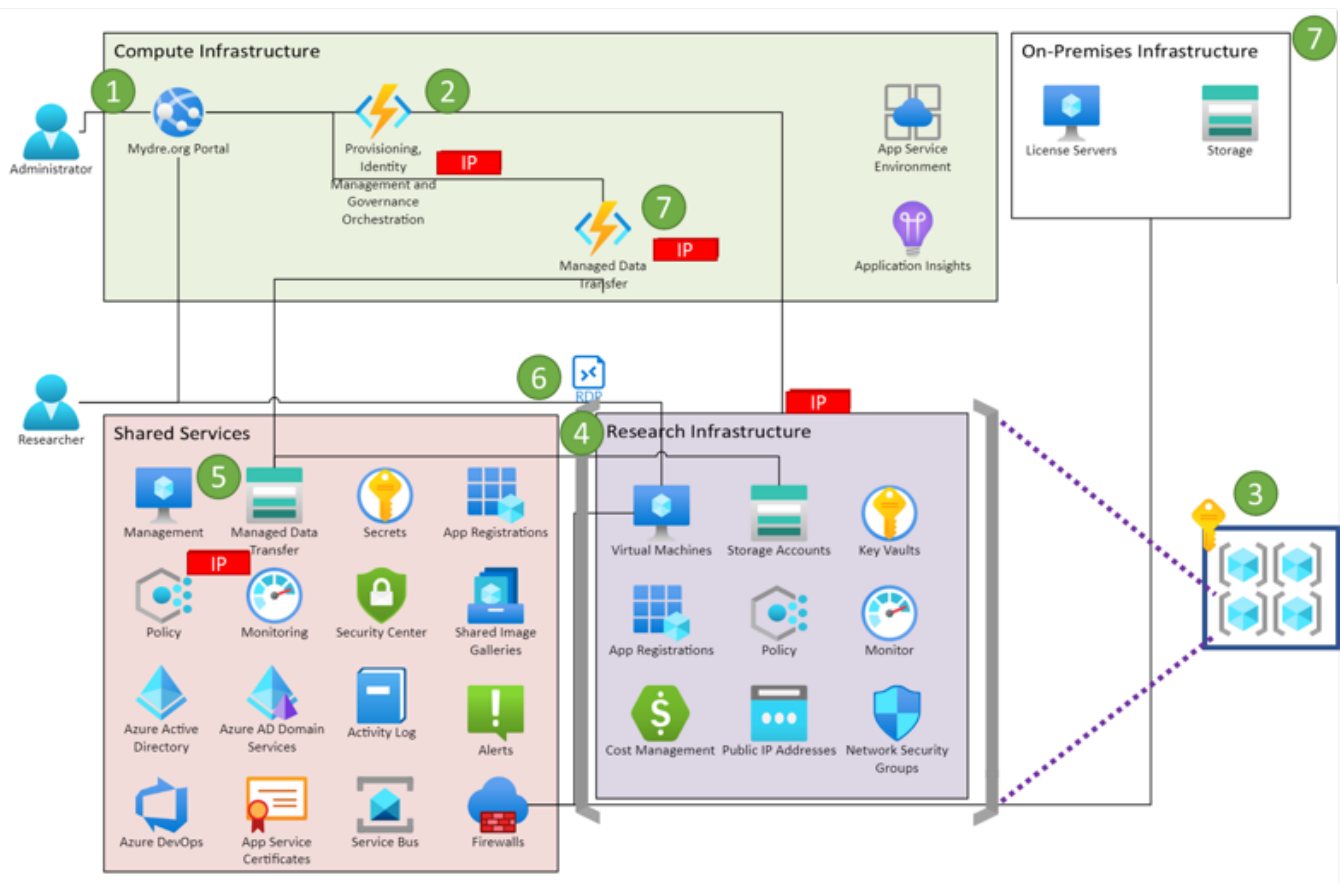 Compute Infrastructure
On-Premises Infrastructure
7
1
2
Administrator
Mydre.org Portal
Provisioning,
Identity
Management and
Governance
Orchestration
IP
7
IP
Managed Data
Transfer
App Service
Environment
Application Insights
License Servers
Storage
Researcher
6
RDP
IP
3
Shared Services
5
Management
Managed Data
Transfer
Secrets
App Registrations
IP
Policy
Monitoring
Security Center
Shared Image
Galleries
Azure Active
Directory
Azure AD Domain
Services
Activity Log
Alerts
Azure DevOps
App Service
Certificates
Service Bus
Firewalls
4
Research Infrastructure
Virtual Machines
Storage Accounts
Key Vaults
App Registrations
Policy
Monitor
Cost Management
Public IP Addresses
Network Security
Groups